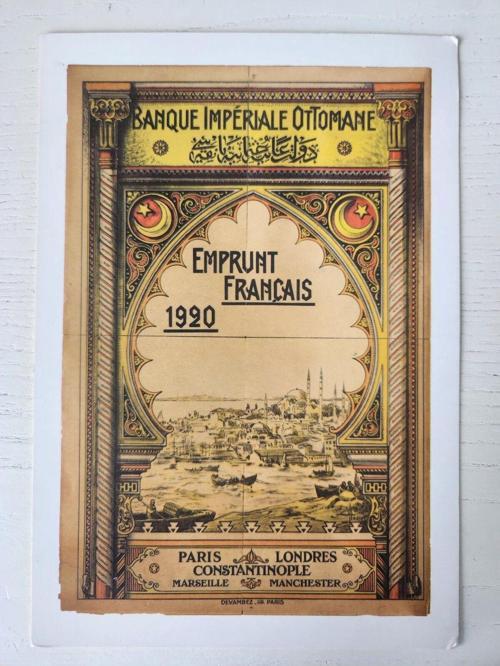 BANQUE IMPÉRIALE OTTOMANE
EMPRUNT
FRANÇAIS
1920
PARIS LONDRES
CONSTANTINOPLE
MARSEILLE MANCHESTER
DEVAMBEZ, IMP. PARIS